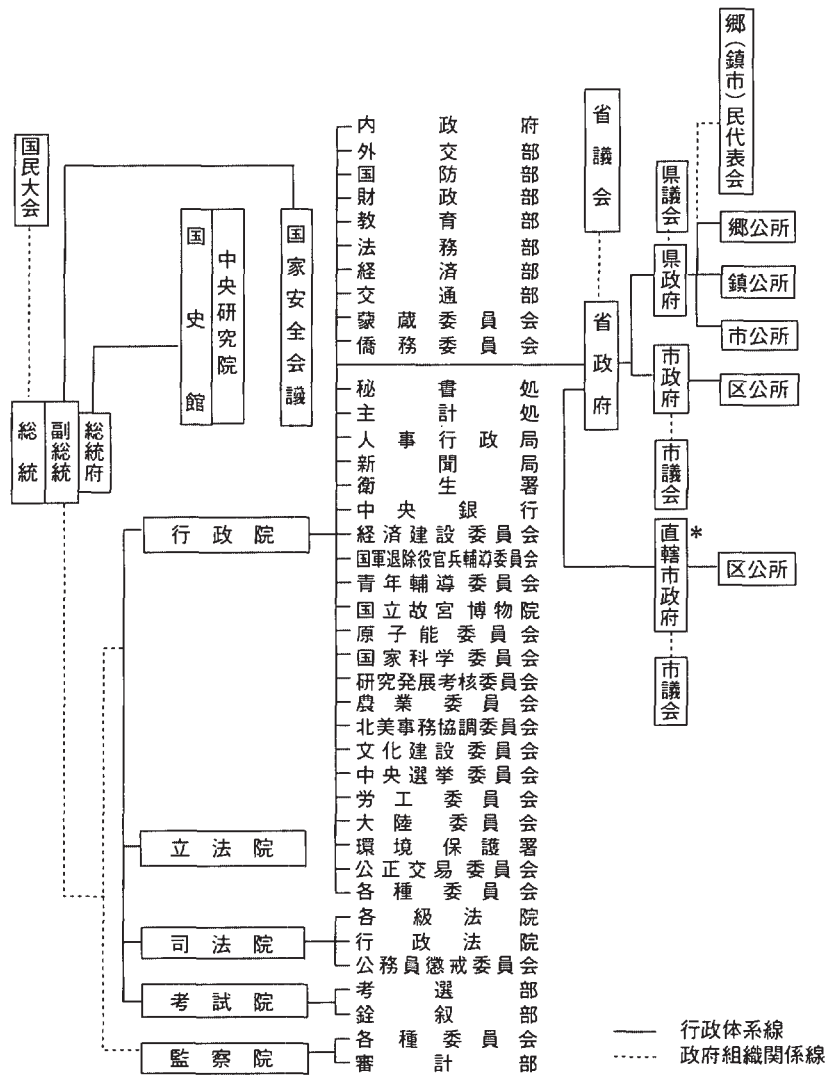 国民大会
国史館
中央研究院
国家安全会議
総統
副総統
総統府
行政院
立法院
司法院
考試院
監察院
内政府
外交部
国防部
財政部
教育部
法務部
経済部
交通部
蒙蔵委員会
僑務委員会
秘書処
主計処
人事行政局
新聞局
衛生署
中央銀行
経済建設委員会
国軍退除役官兵輔導委員会
青年輔導委員会
国立故宮博物院
原子能委員会
国家科学委員会
研究発展考核委員会
農業委員会
北美事務協調委員会
文化建設委員会
中央選挙委員会
労工委員会
大陸委員会
環境保護署
公正交易委員会
各種委員会
各級法院
行政法院
公務員懲戒委員会
考選部
銓叙部
各種委員会
審計部
省議会
省政府
郷(鎮市)民代表会
県議会
県政府
郷公所
鎮公所
市公所
市政府
区公所
市議会
直轄市政府
*
区公所
市議会
行政体系線
政府組織関係線